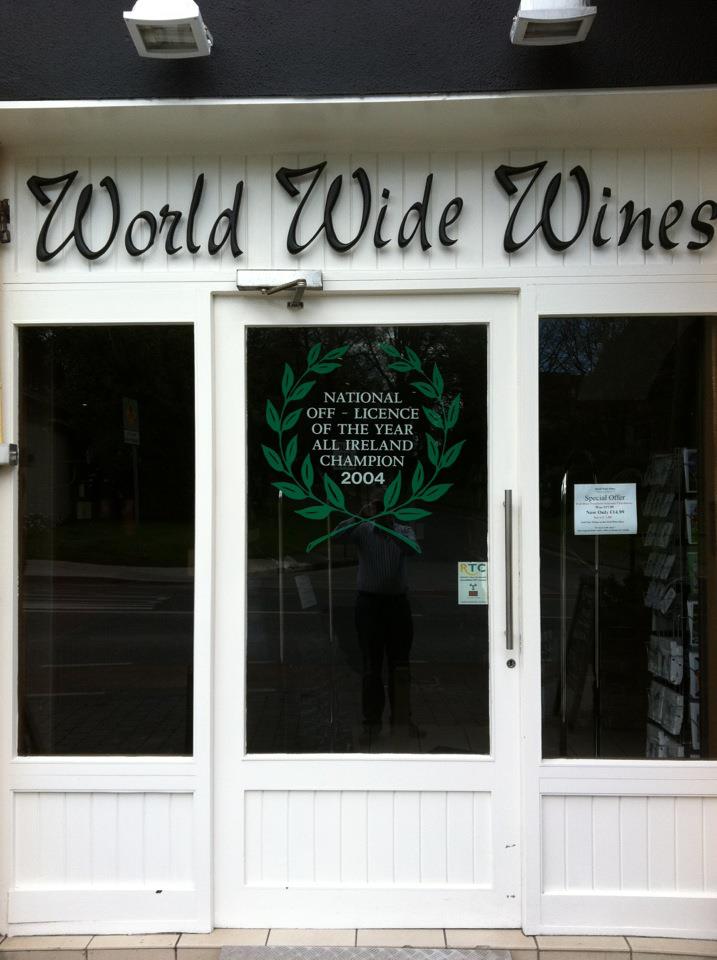 World Wide Wines
NATIONAL
OFF - LICENCE
OF THE YEAR
ALL IRELAND
CHAMPION
2004
RTC
Special Offer
Now Only £14.99